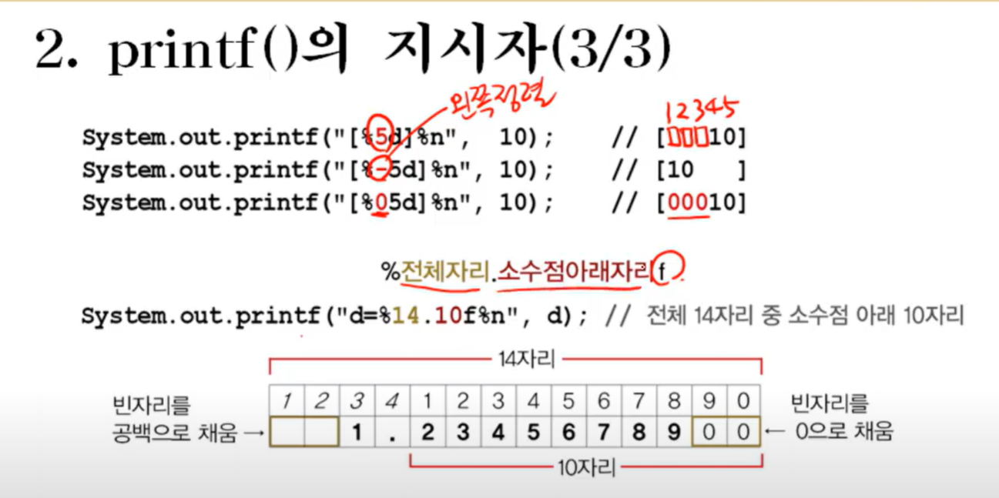 2. printf()의 지시자(3/3)
왼쪽정렬
12345
System.out.printf("[%5d]%n", 10); // [   10]
System.out.printf("[%-5d]%n", 10); // [10   ]
System.out.printf("[%05d]%n", 10); // [00010]
%전체자리.소수점아래자리f
System.out.printf("d=%14.10f%n", d); // 전체 14자리 중 소수점 아래 10자리
14자리
빈자리를
공백으로 채움 →
1 2 3 4 1 2 3 4 5 6 7 8 9 0
1 . 2 3 4 5 6 7 8 9 0 0
빈자리를
← 0으로 채움
10자리